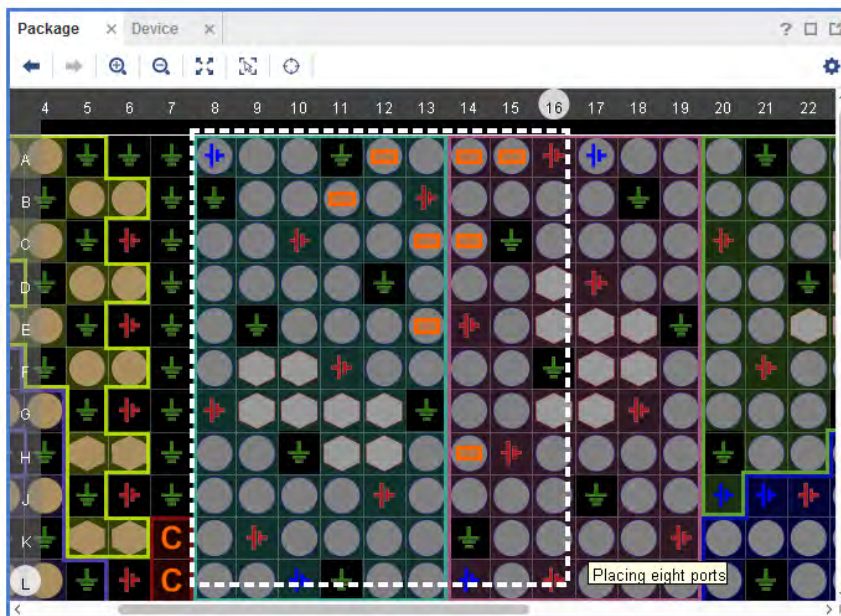 Package × Device ×
?
4 5 6 7 8 9 10 11 12 13 14 15 16 17 18 19 20 21 22
A
B
C
D
E
F
G
H
J
K C
L C
Placing eight ports